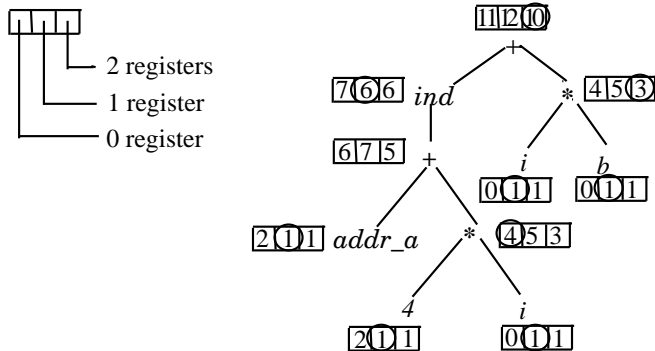 11 12 10
+
2 registers
1 register
0 register
7 6 6 ind
* 4 5 3
6 7 5 +
i b
0 1 1 0 1 1
2 1 1 addr_a * 4 5 3
4 i
2 1 1 0 1 1